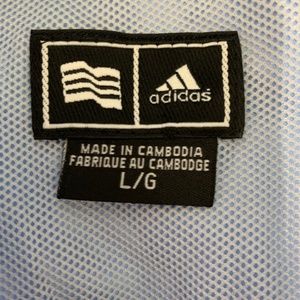 adidas
MADE IN CAMBODIA
FABRIQUE AU CAMBODGE
L/G